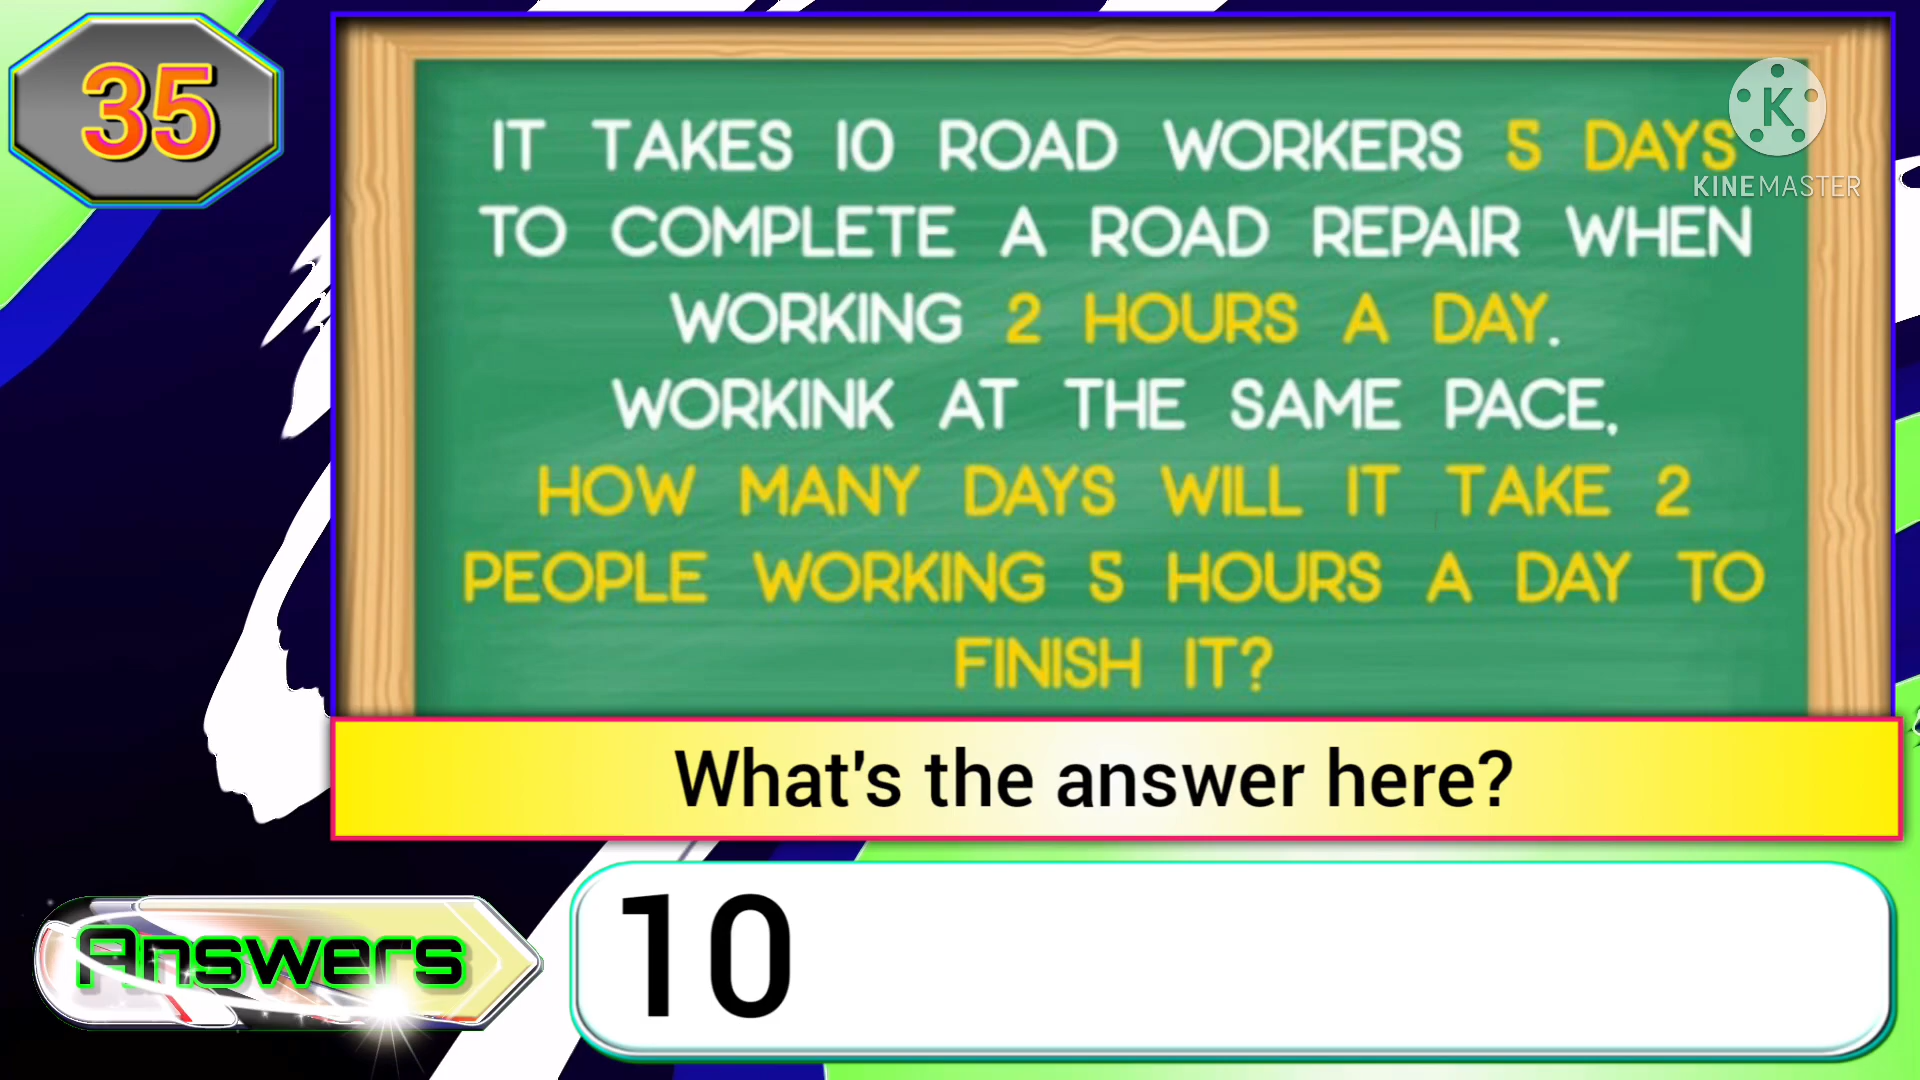 35
K
KINEMASTER
IT TAKES 10 ROAD WORKERS 5 DAYS
TO COMPLETE A ROAD REPAIR WHEN
WORKING 2 HOURS A DAY.
WORKINK AT THE SAME PACE,
HOW MANY DAYS WILL IT TAKE 2
PEOPLE WORKING 5 HOURS A DAY TO
FINISH IT?
What's the answer here?
Answers
10